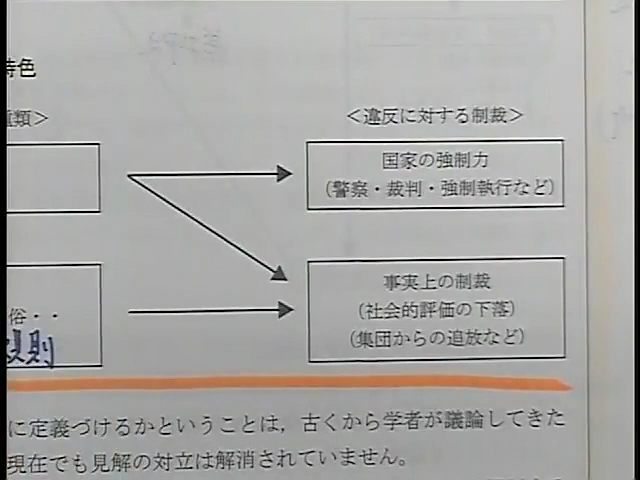 特色
種類＞
＜違反に対する制裁＞
国家の強制力
（警察・裁判・強制執行など）
事実上の制裁
（社会的評価の下落）
（集団からの追放など）
俗・・
規則
に定義づけるかということは，古くから学者が議論してきた
現在でも見解の対立は解消されていません。